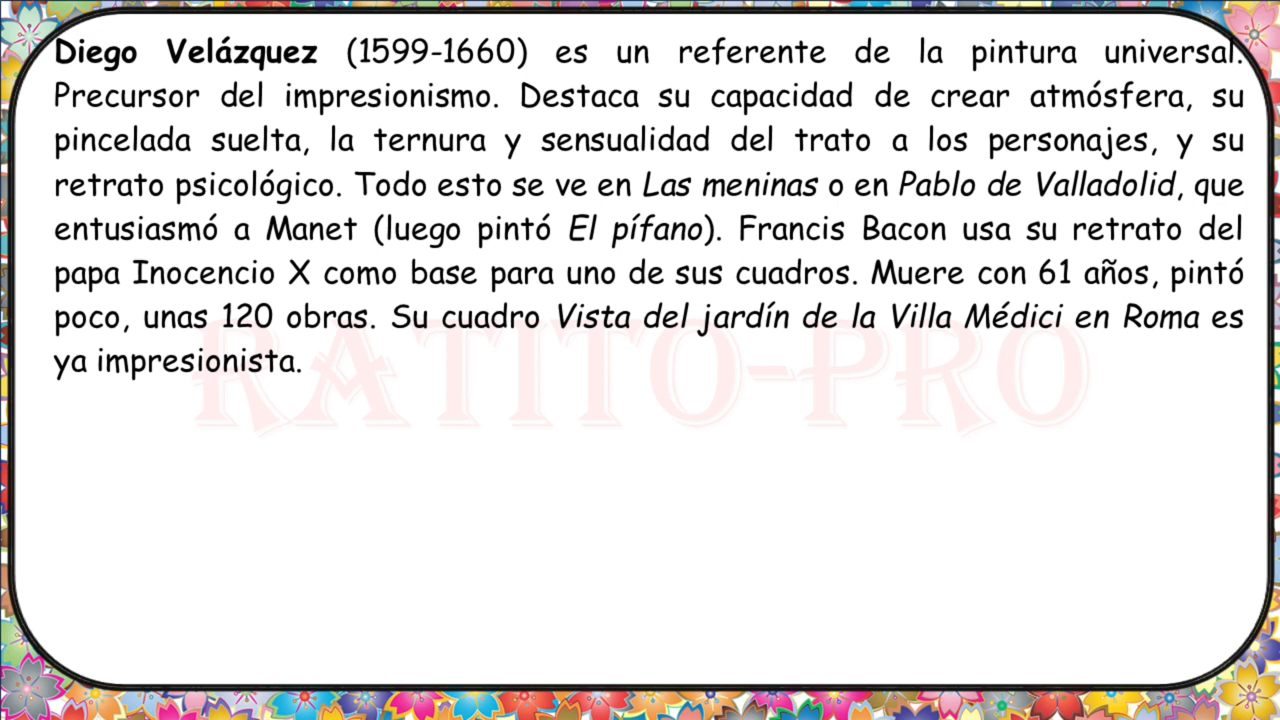 Diego Velázquez (1599-1660) es un referente de la pintura universal.
Precursor del impresionismo. Destaca su capacidad de crear atmósfera, su
pincelada suelta, la ternura y sensualidad del trato a los personajes, y su
retrato psicológico. Todo esto se ve en Las meninas o en Pablo de Valladolid, que
entusiasmó a Manet (luego pintó El pífano). Francis Bacon usa su retrato del
papa Inocencio X como base para uno de sus cuadros. Muere con 61 años, pintó
poco, unas 120 obras. Su cuadro Vista del jardín de la Villa Médici en Roma es
ya impresionista.
RATITO-PRO